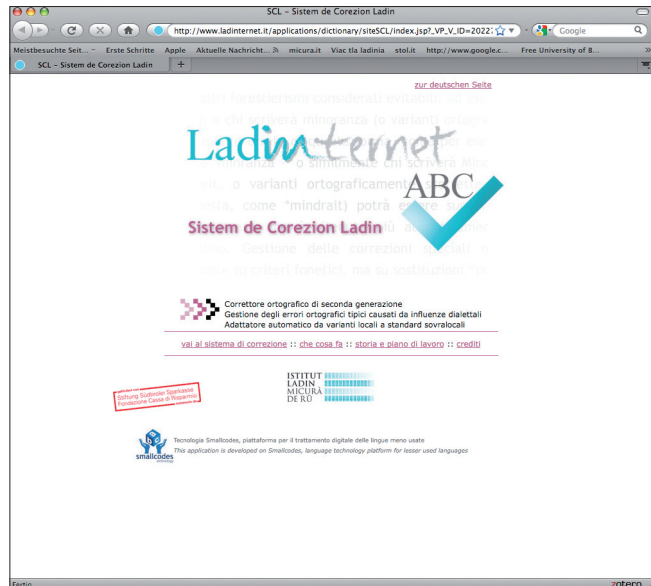 SCL – Sistem de Corezion Ladin
http://www.ladinternet.it/applications/dictionary/siteSCL/index.jsp?_VP_V_ID=2022
Google
Meistbesuchte Seit... Erste Schritte Apple Aktuelle Nachricht... micura.it Viac tla ladinia stol.it http://www.google.c... Free University of B... »
SCL – Sistem de Corezion Ladin +
zur deutschen Seite
Ladinternet
ABC
Sistem de Corezion Ladin
Correttore ortografico di seconda generazione
Gestione degli errori ortografici tipici causati da influenze dialettali
Adattatore automatico da varianti locali a standard sovralocali
vai al sistema di correzione :: che cosa fa :: storia e piano di lavoro :: crediti
Stiftung Südtiroler Sparkasse
Fondazione Cassa di Risparmio
ISTITUT
LADIN
MICURÀ
DE RÜ
smallcodes
technology
Tecnologia Smallcodes, piattaforma per il trattamento digitale delle lingue meno usate
This application is developed on Smallcodes, language technology platform for lesser used languages
Fertig
zotero